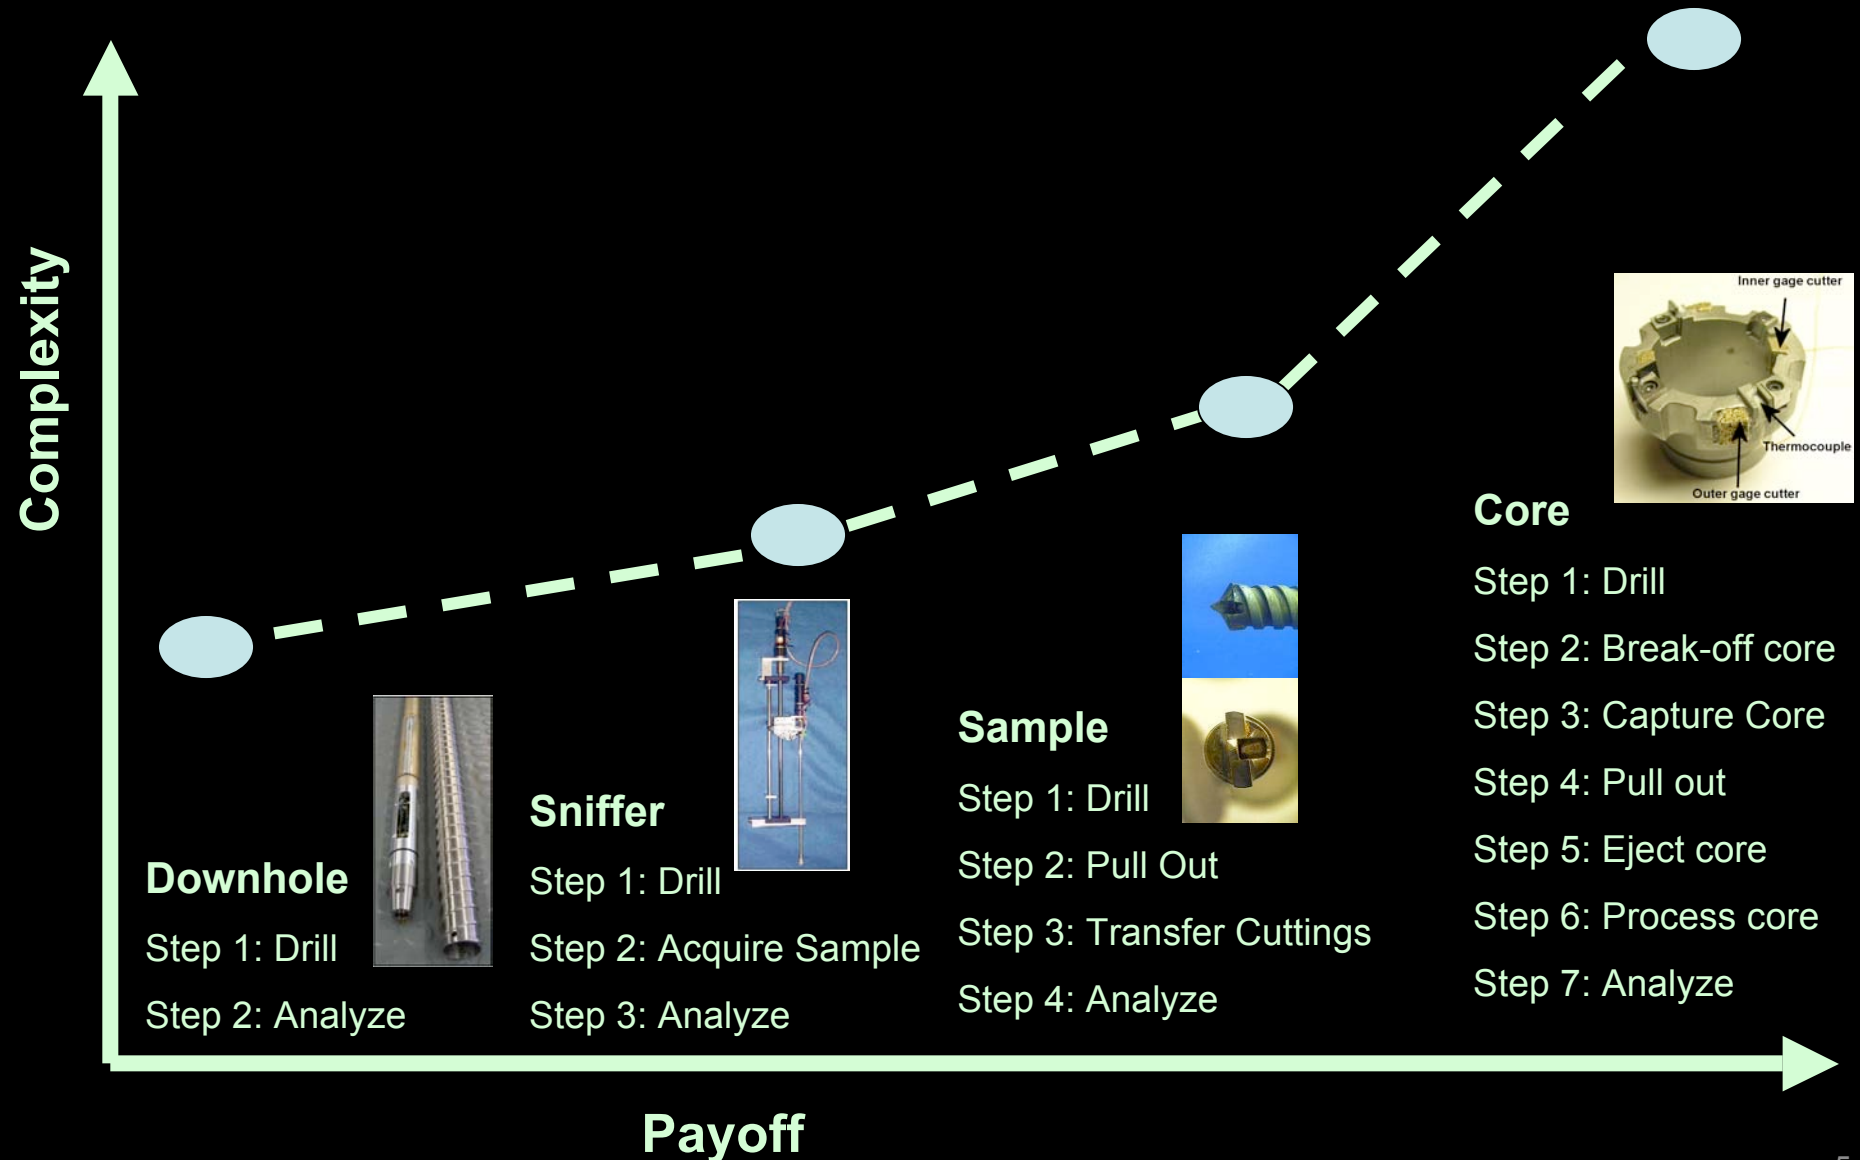 Complexity
Inner gage cutter
Thermocouple
Outer gage cutter
Downhole
Step 1: Drill
Step 2: Analyze
Sniffer
Step 1: Drill
Step 2: Acquire Sample
Step 3: Analyze
Sample
Step 1: Drill
Step 2: Pull Out
Step 3: Transfer Cuttings
Step 4: Analyze
Core
Step 1: Drill
Step 2: Break-off core
Step 3: Capture Core
Step 4: Pull out
Step 5: Eject core
Step 6: Process core
Step 7: Analyze
Payoff